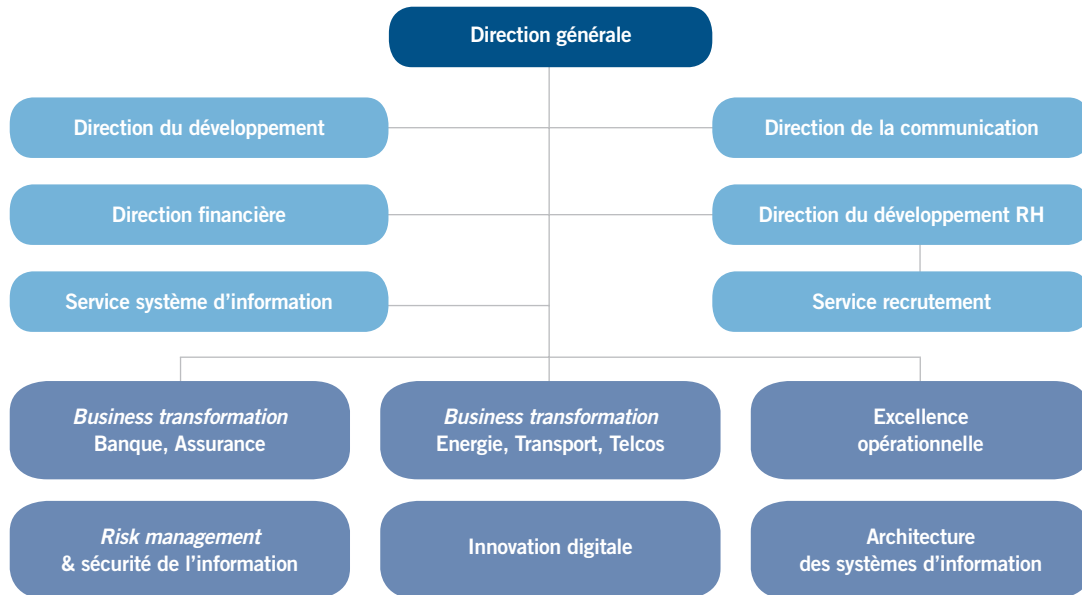 Direction générale
Direction du développement
Direction de la communication
Direction financière
Direction du développement RH
Service système d’information
Service recrutement
Business transformation
Banque, Assurance
Business transformation
Energie, Transport, Telcos
Excellence
opérationnelle
Risk management
& sécurité de l’information
Innovation digitale
Architecture
des systèmes d’information